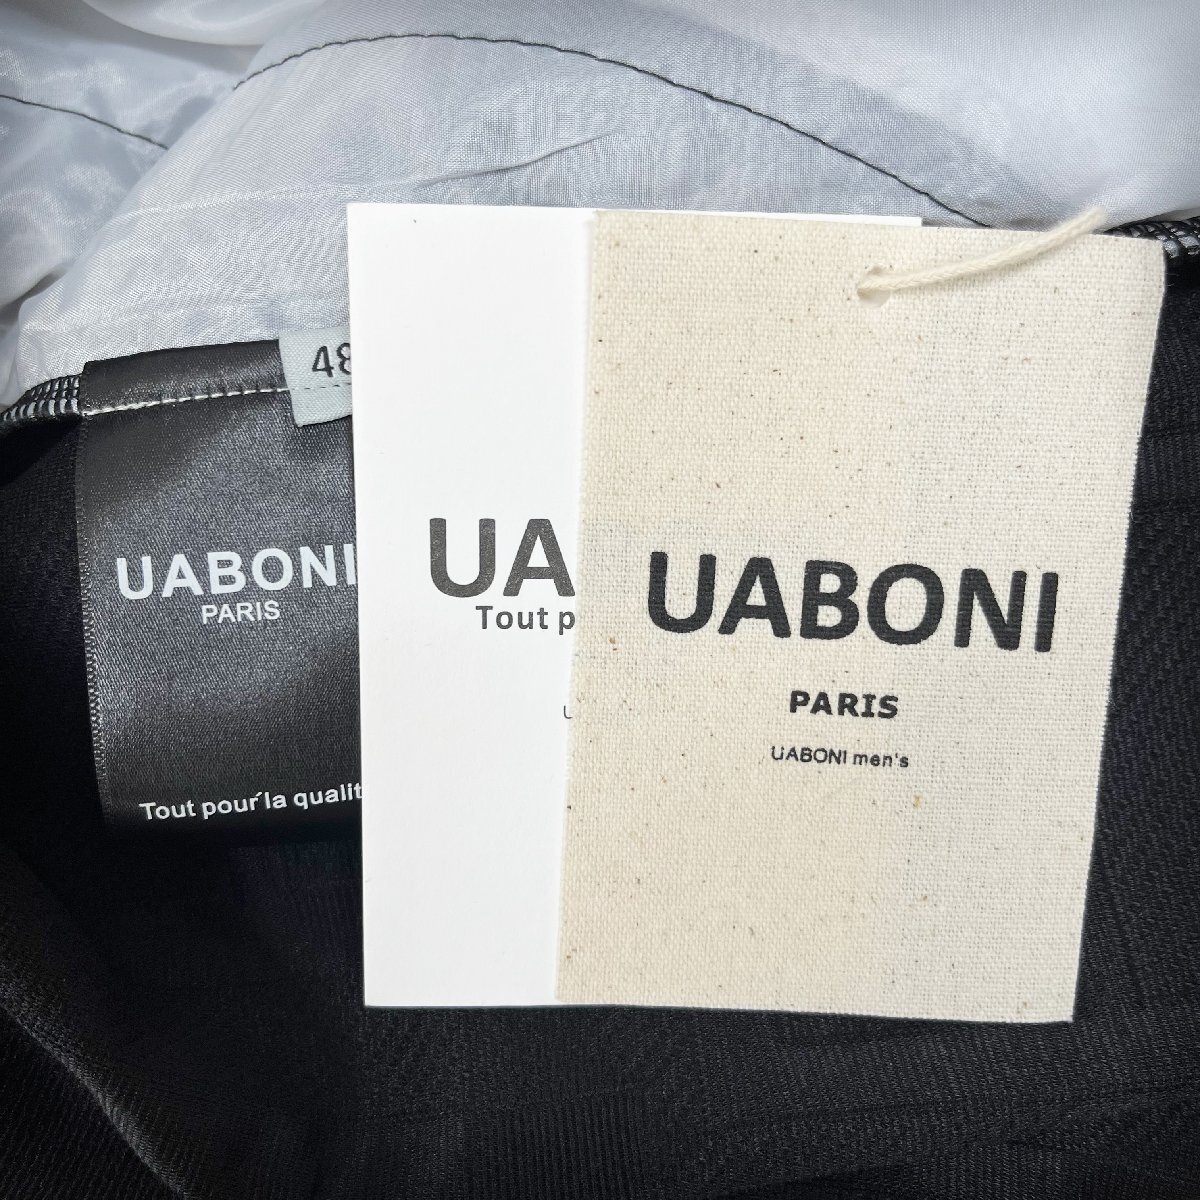 48
UABONI
PARIS
Tout pour la qualit
UA
Tout p
U
UABONI
PARIS
UABONI men's